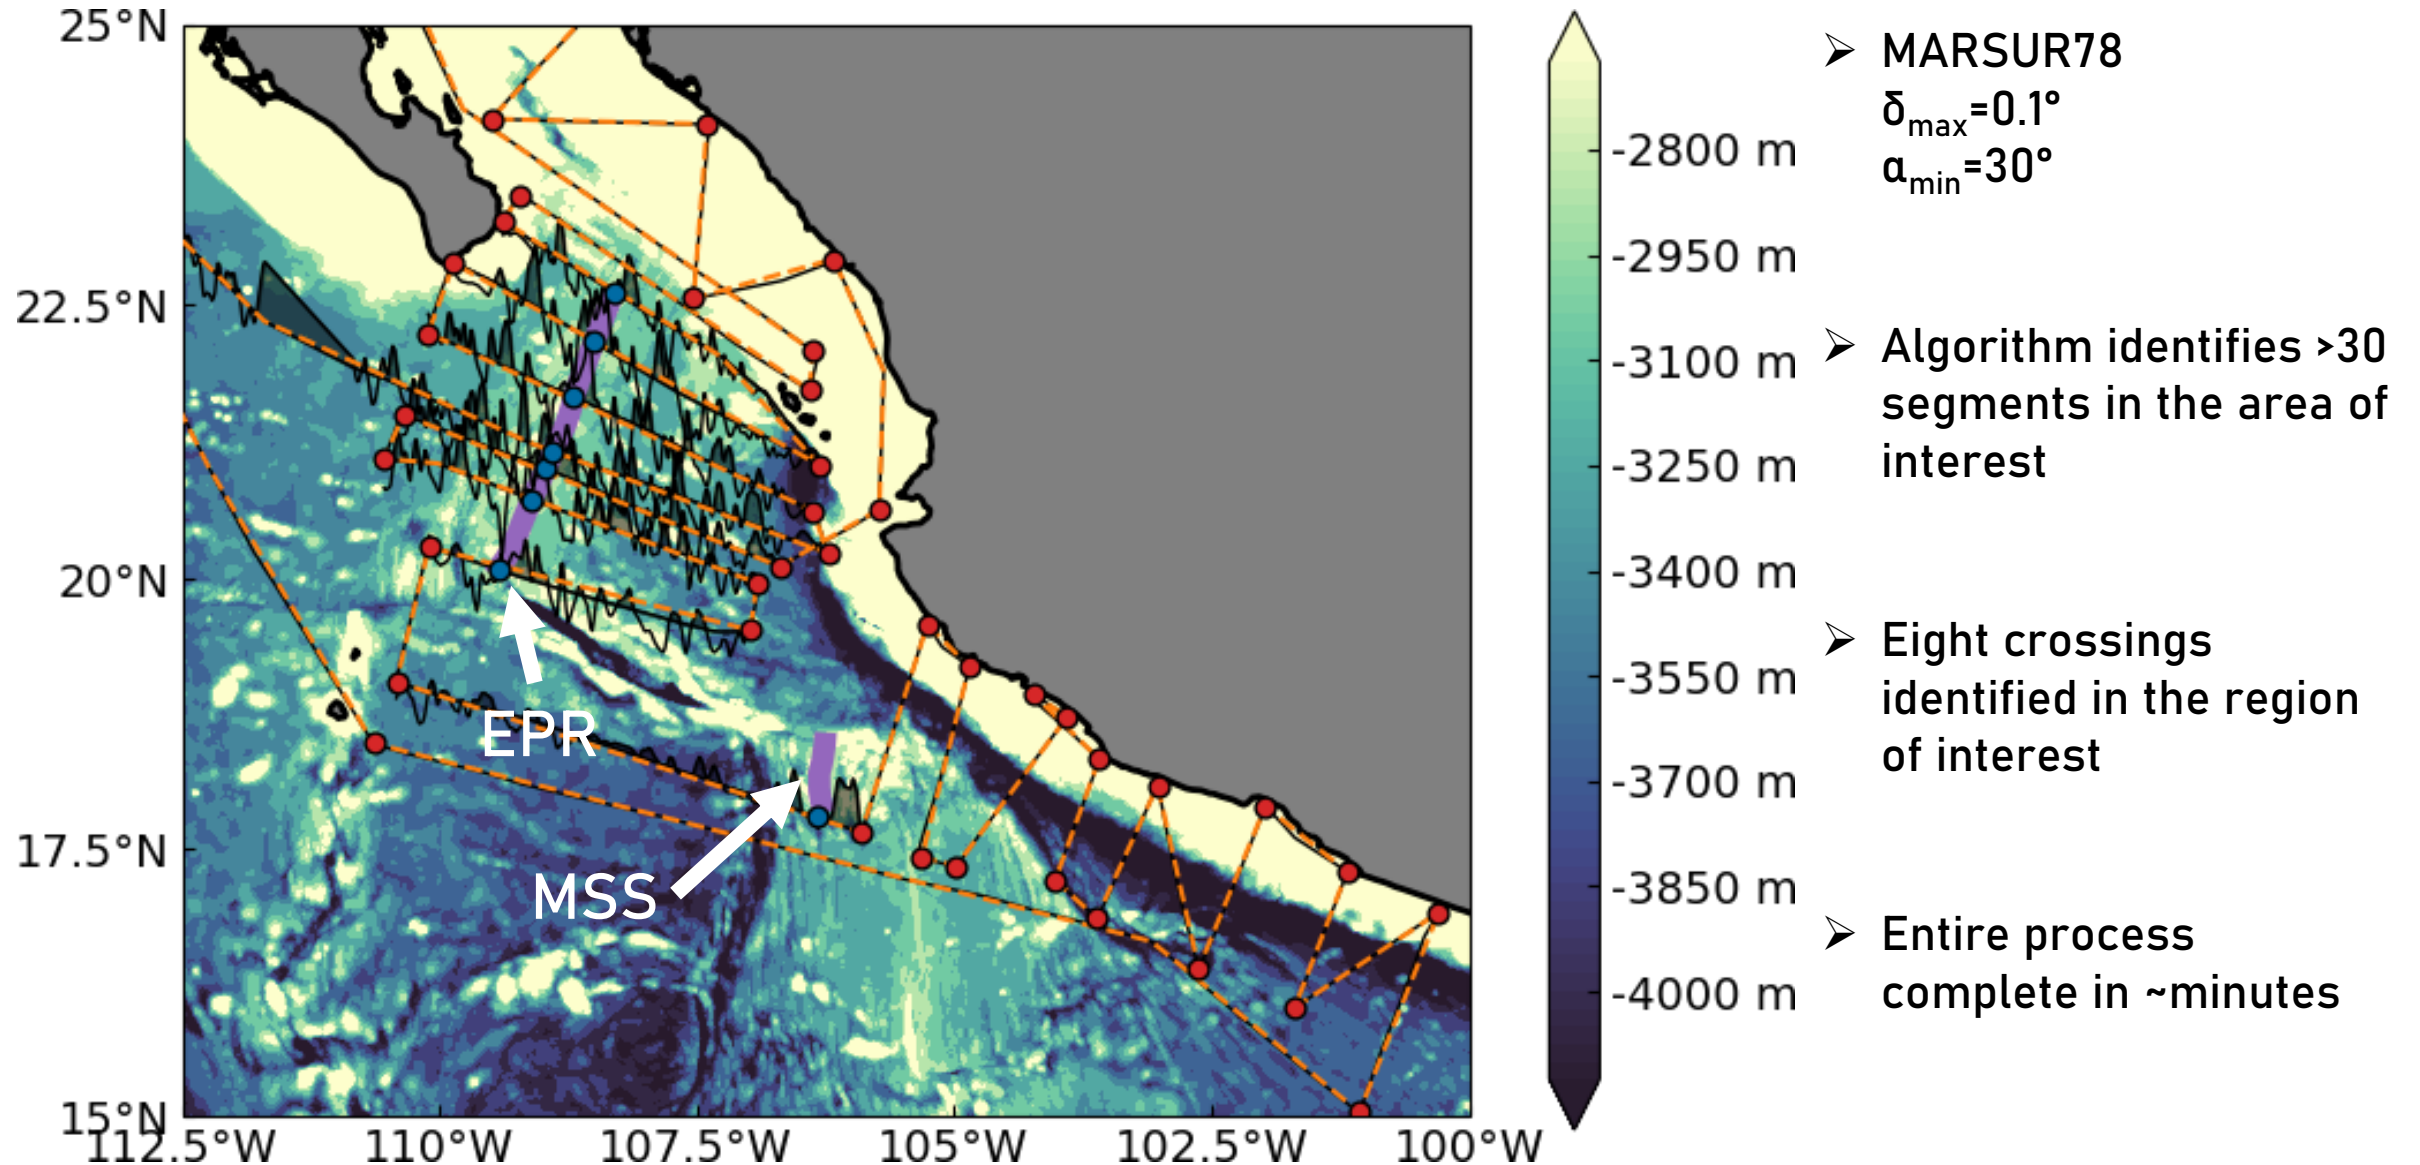 25°N
22.5°N
20°N
17.5°N
15°N
112.5°W
110°W
107.5°W
105°W
102.5°W
100°W
EPR
MSS
-2800 m
-2950 m
-3100 m
-3250 m
-3400 m
-3550 m
-3700 m
-3850 m
-4000 m
➢ MARSUR78
δmax=0.1°
αmin=30°
➢ Algorithm identifies >30
segments in the area of
interest
➢ Eight crossings
identified in the region
of interest
➢ Entire process
complete in ~minutes